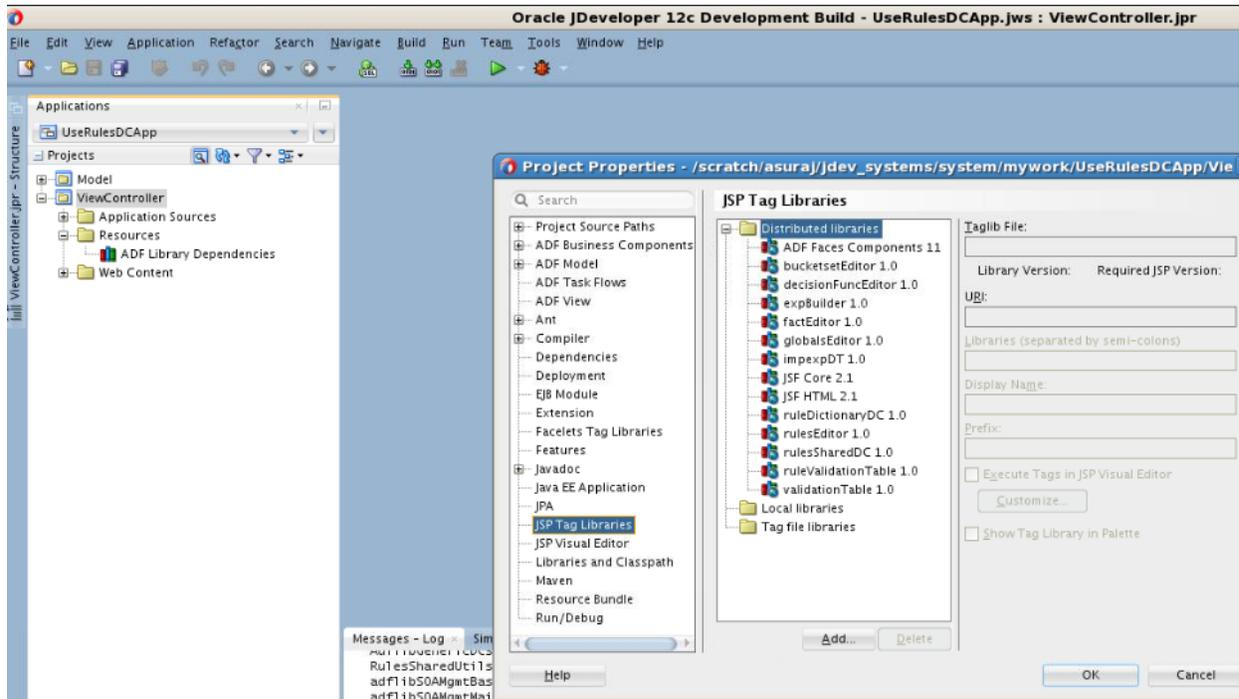 Oracle JDeveloper 12c Development Build - UseRulesDCApp.jws : ViewController.jpr
File Edit View Application Refactor Search Navigate Build Run Team Tools Window Help
Applications
UseRulesDCApp
Projects
Model
ViewController
Application Sources
Resources
ADF Library Dependencies
Web Content
ViewController.jpr - Structure
Project Properties - /scratch/asuraj/jdev_systems/system/mywork/UseRulesDCApp/Vie
Search
Project Source Paths
ADF Business Components
ADF Model
ADF Task Flows
ADF View
Ant
Compiler
Dependencies
Deployment
EJB Module
Extension
Facelets Tag Libraries
Features
Javadoc
Java EE Application
JPA
JSP Tag Libraries
JSP Visual Editor
Libraries and Classpath
Maven
Resource Bundle
Run/Debug
JSP Tag Libraries
Distributed libraries
ADF Faces Components 11
bucketsetEditor 1.0
decisionFuncEditor 1.0
expBuilder 1.0
factEditor 1.0
globalsEditor 1.0
impexpDT 1.0
JSF Core 2.1
JSF HTML 2.1
ruleDictionaryDC 1.0
rulesEditor 1.0
rulesSharedDC 1.0
ruleValidationTable 1.0
validationTable 1.0
Local libraries
Tag file libraries
Add... Delete
Taglib File:
Library Version: Required JSP Version:
URI:
Libraries (separated by semi-colons)
Display Name:
Prefix:
Execute Tags in JSP Visual Editor
Customize...
Show Tag Library in Palette
Help OK Cancel
Messages - Log Sim
RulesSharedUtils
adflibSOAMgmtBas
adflibSOAMgmtMai